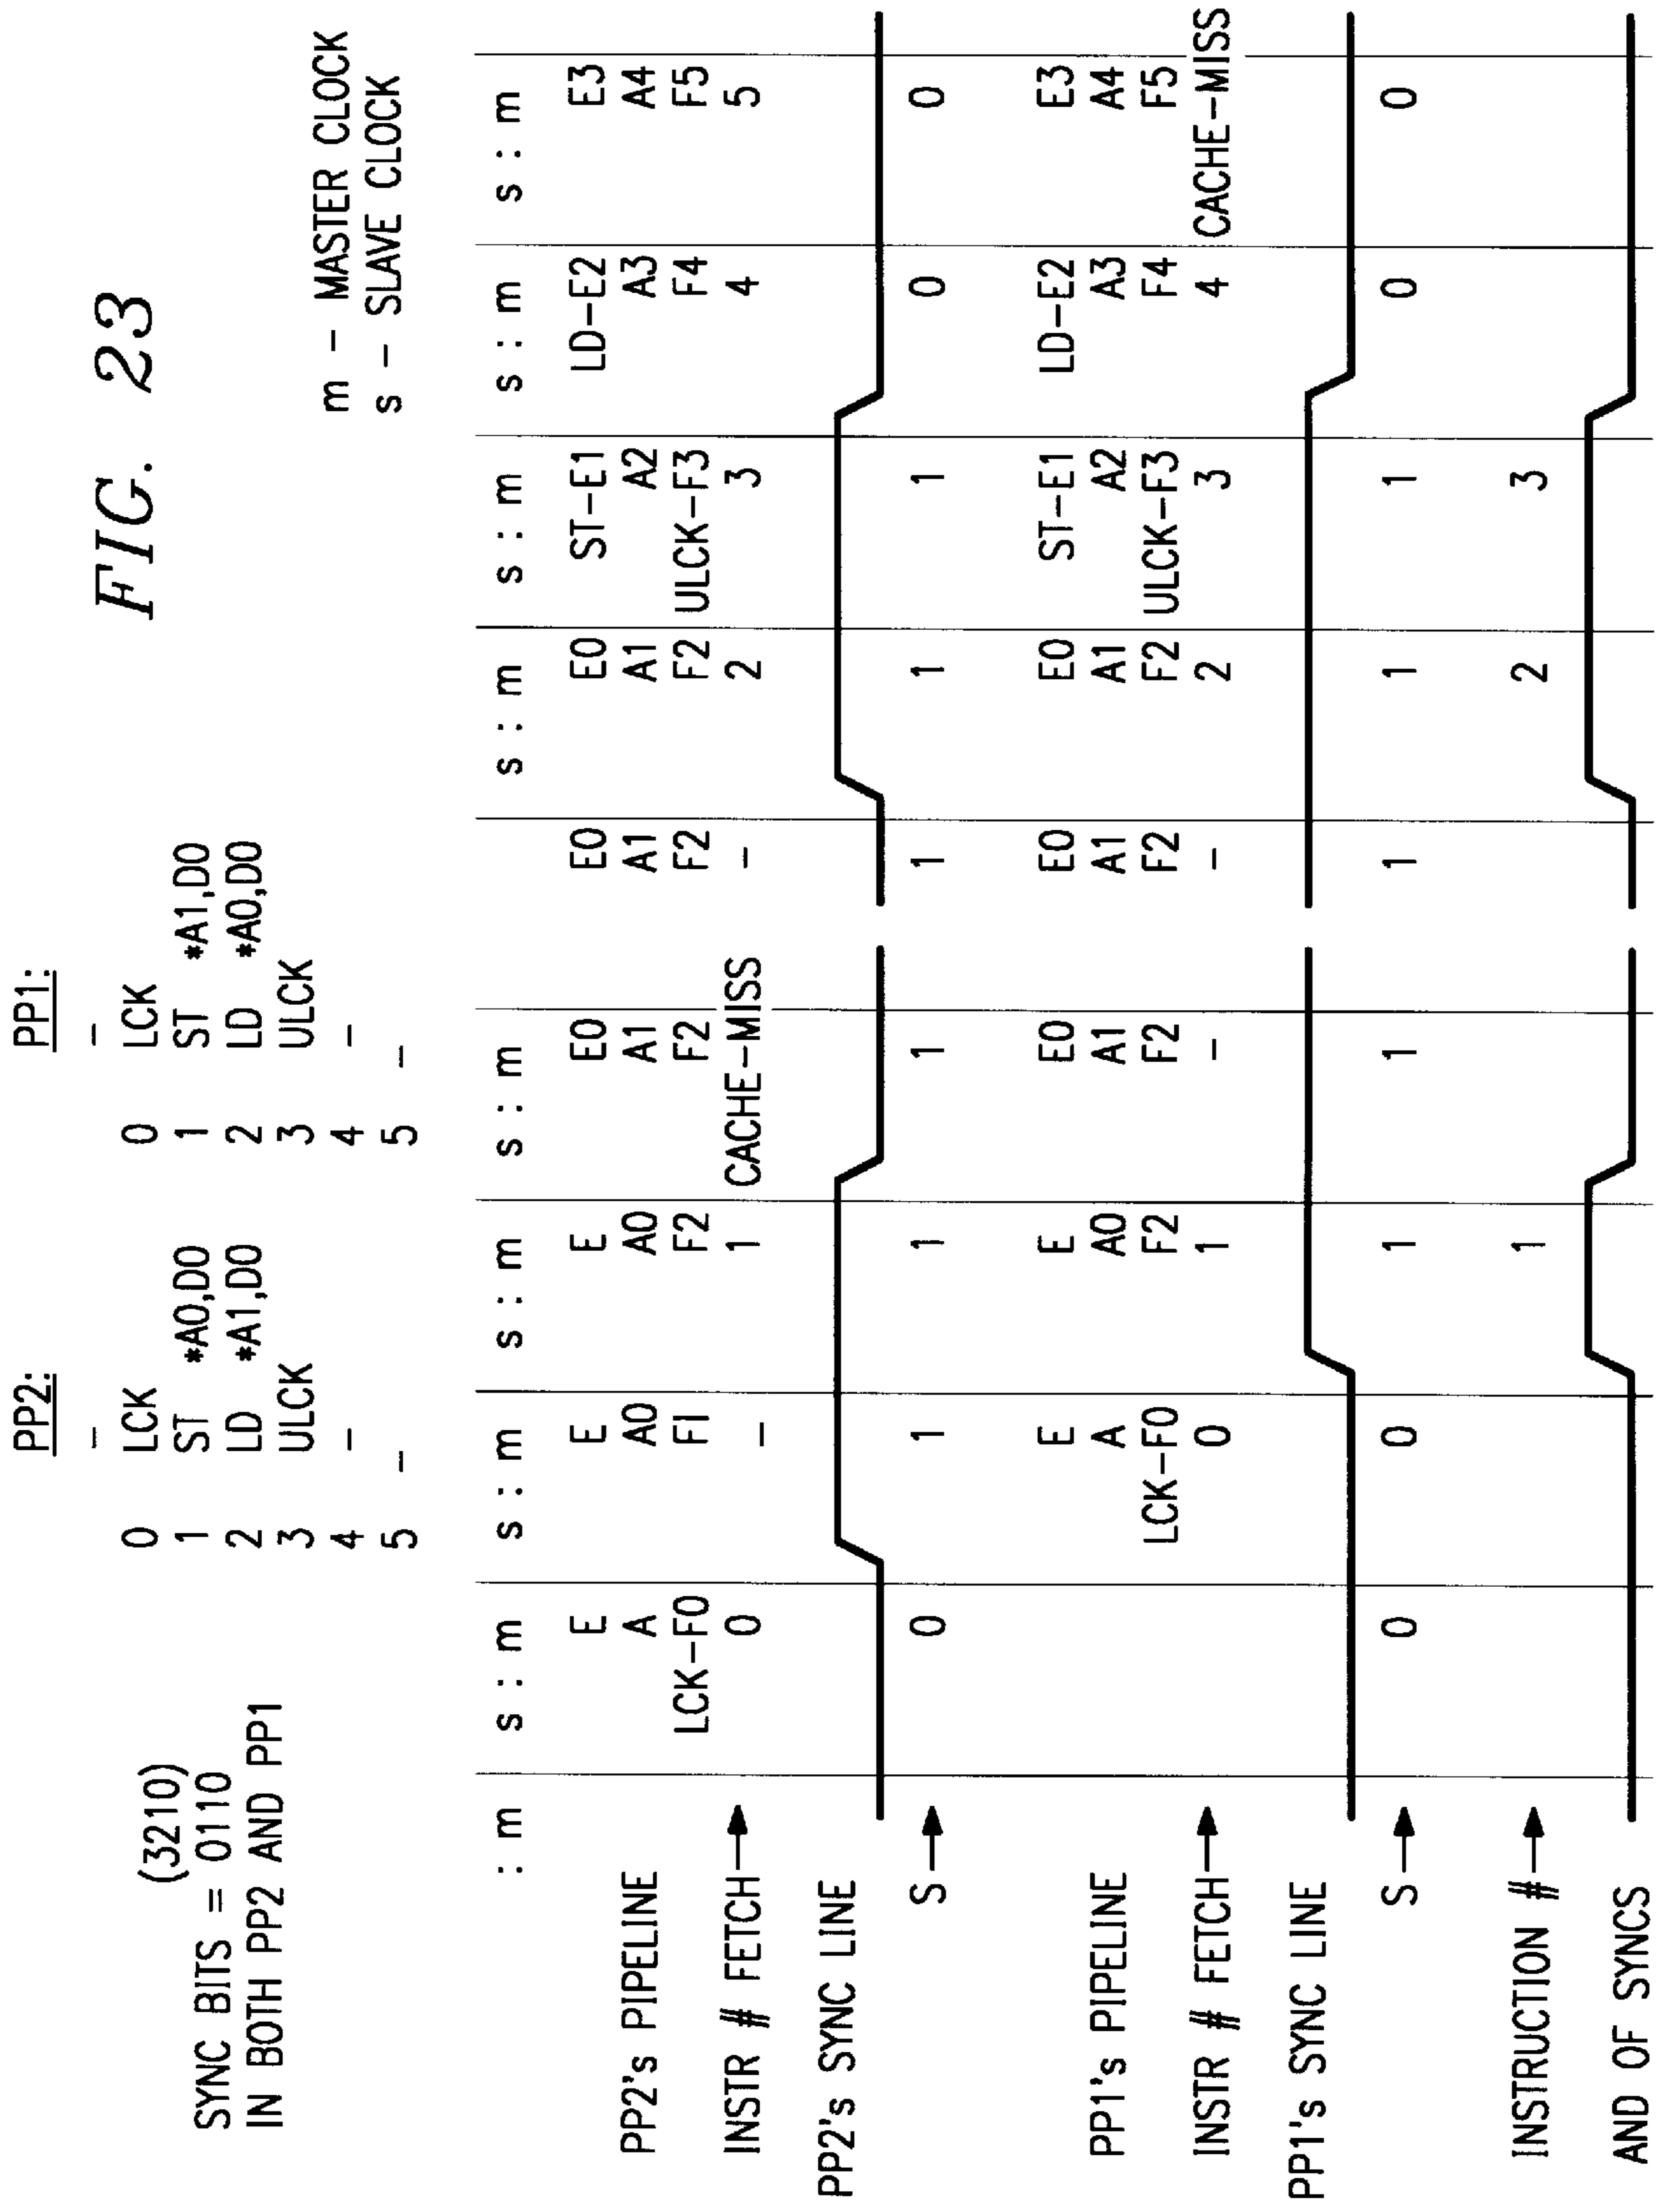 PP2: PP1:
– –
(3210) 0 LCK 0 LCK FIG. 23
SYNC BITS = 0110 1 ST *A0,D0 1 ST *A1,D0
IN BOTH PP2 AND PP1 2 LD *A1,D0 2 LD *A0,D0
3 ULCK 3 ULCK
4 – 4 – m – MASTER CLOCK
5 – 5 – s – SLAVE CLOCK
: m s : m s : m s : m s : m s : m s : m s : m s : m
E E E E0 E0 E0 ST–E1 LD–E2 E3
PP2's PIPELINE A A0 A0 A1 A1 A1 A2 A3 A4
LCK–F0 FI F2 F2 F2 F2 ULCK–F3 F4 F5
INSTR # FETCH→ 0 – 1 CACHE–MISS – 2 3 4 5
PP2's SYNC LINE
S→ 0 1 1 1 1 1 1 0 0
E E E0 E0 E0 ST–E1 LD–E2 E3
PP1's PIPELINE A A0 A1 A1 A1 A2 A3 A4
LCK–F0 F2 F2 F2 F2 ULCK–F3 F4 F5
INSTR # FETCH→ 0 1 – – 2 3 4 CACHE–MISS
PP1's SYNC LINE
S→ 0 0 1 1 1 1 1 0 0
INSTRUCTION #→ 1 2 3
AND OF SYNCS